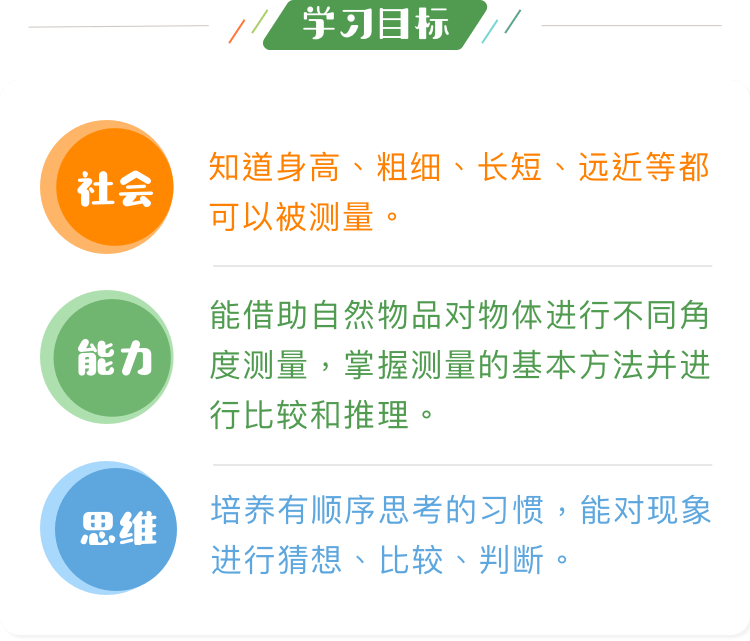 学习目标
社会
知道身高、粗细、长短、远近等都
可以被测量。
能力
能借助自然物品对物体进行不同角
度测量，掌握测量的基本方法并进
行比较和推理。
思维
培养有顺序思考的习惯，能对现象
进行猜想、比较、判断。